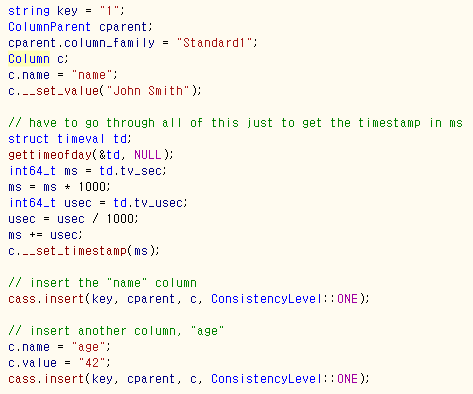 string key = "1";
ColumnParent cparent;
cparent.column_family = "Standard1";
Column c;
c.name = "name";
c.__set_value("John Smith");
// have to go through all of this just to get the timestamp in ms
struct timeval td;
gettimeofday(&td, NULL);
int64_t ms = td.tv_sec;
ms = ms * 1000;
int64_t usec = td.tv_usec;
usec = usec / 1000;
ms += usec;
c.__set_timestamp(ms);
// insert the "name" column
cass.insert(key, cparent, c, ConsistencyLevel::ONE);
// insert another column, "age"
c.name = "age";
c.value = "42";
cass.insert(key, cparent, c, ConsistencyLevel::ONE);